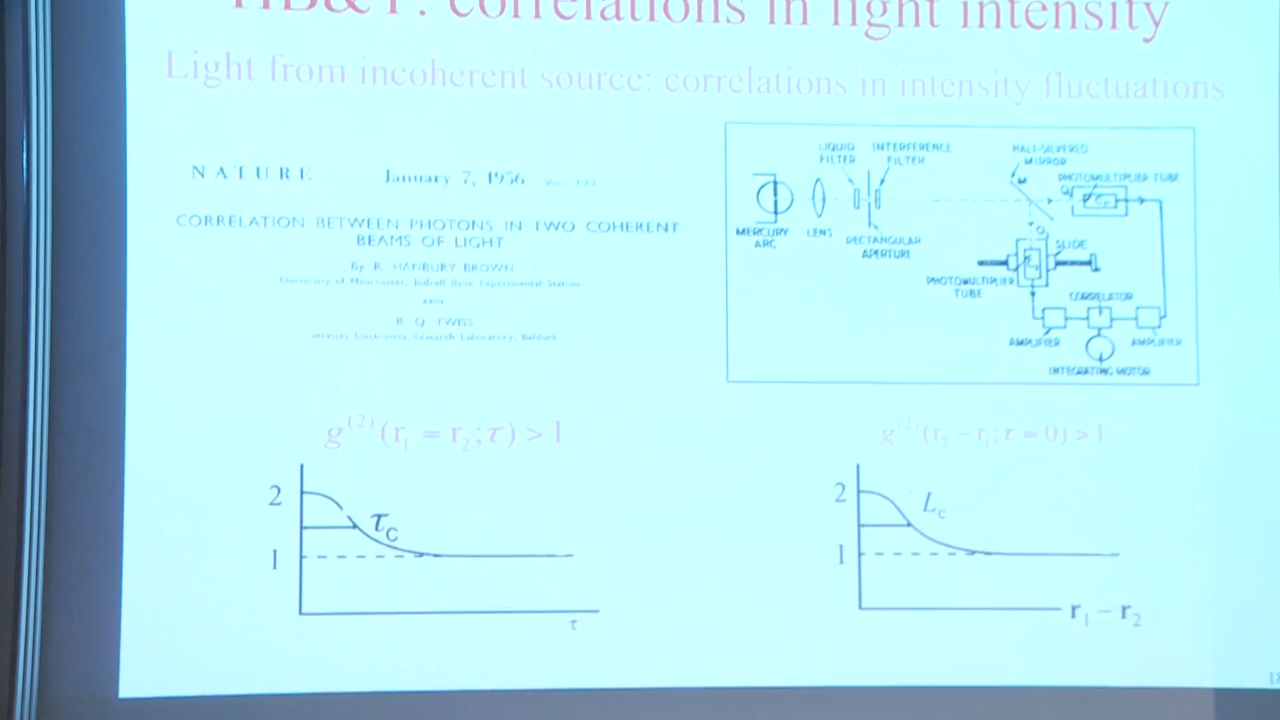 HB&T: correlations in light intensity
Light from incoherent source: correlations in intensity fluctuations
NATURE January 7, 1956
CORRELATION BETWEEN PHOTONS IN TWO COHERENT
BEAMS OF LIGHT
By R. HANBURY BROWN
University of Manchester, Jodrell Bank Experimental Station
AND
R. Q. TWISS
Services Electronics Research Laboratory, Baldock
LIQUID FILTER
INTERFERENCE FILTER
HALF-SILVERED MIRROR
M
PHOTOMULTIPLIER TUBE
MERCURY ARC
LENS
RECTANGULAR APERTURE
SLIDE
PHOTOMULTIPLIER TUBE
CORRELATOR
AMPLIFIER
AMPLIFIER
INTEGRATING MOTOR
g⁽²⁾(r₁ = r₂; τ) > 1
2
τc
1
τ
g⁽²⁾(r₂ − r₁; τ = 0) > 1
2
Lc
1
r₁ − r₂